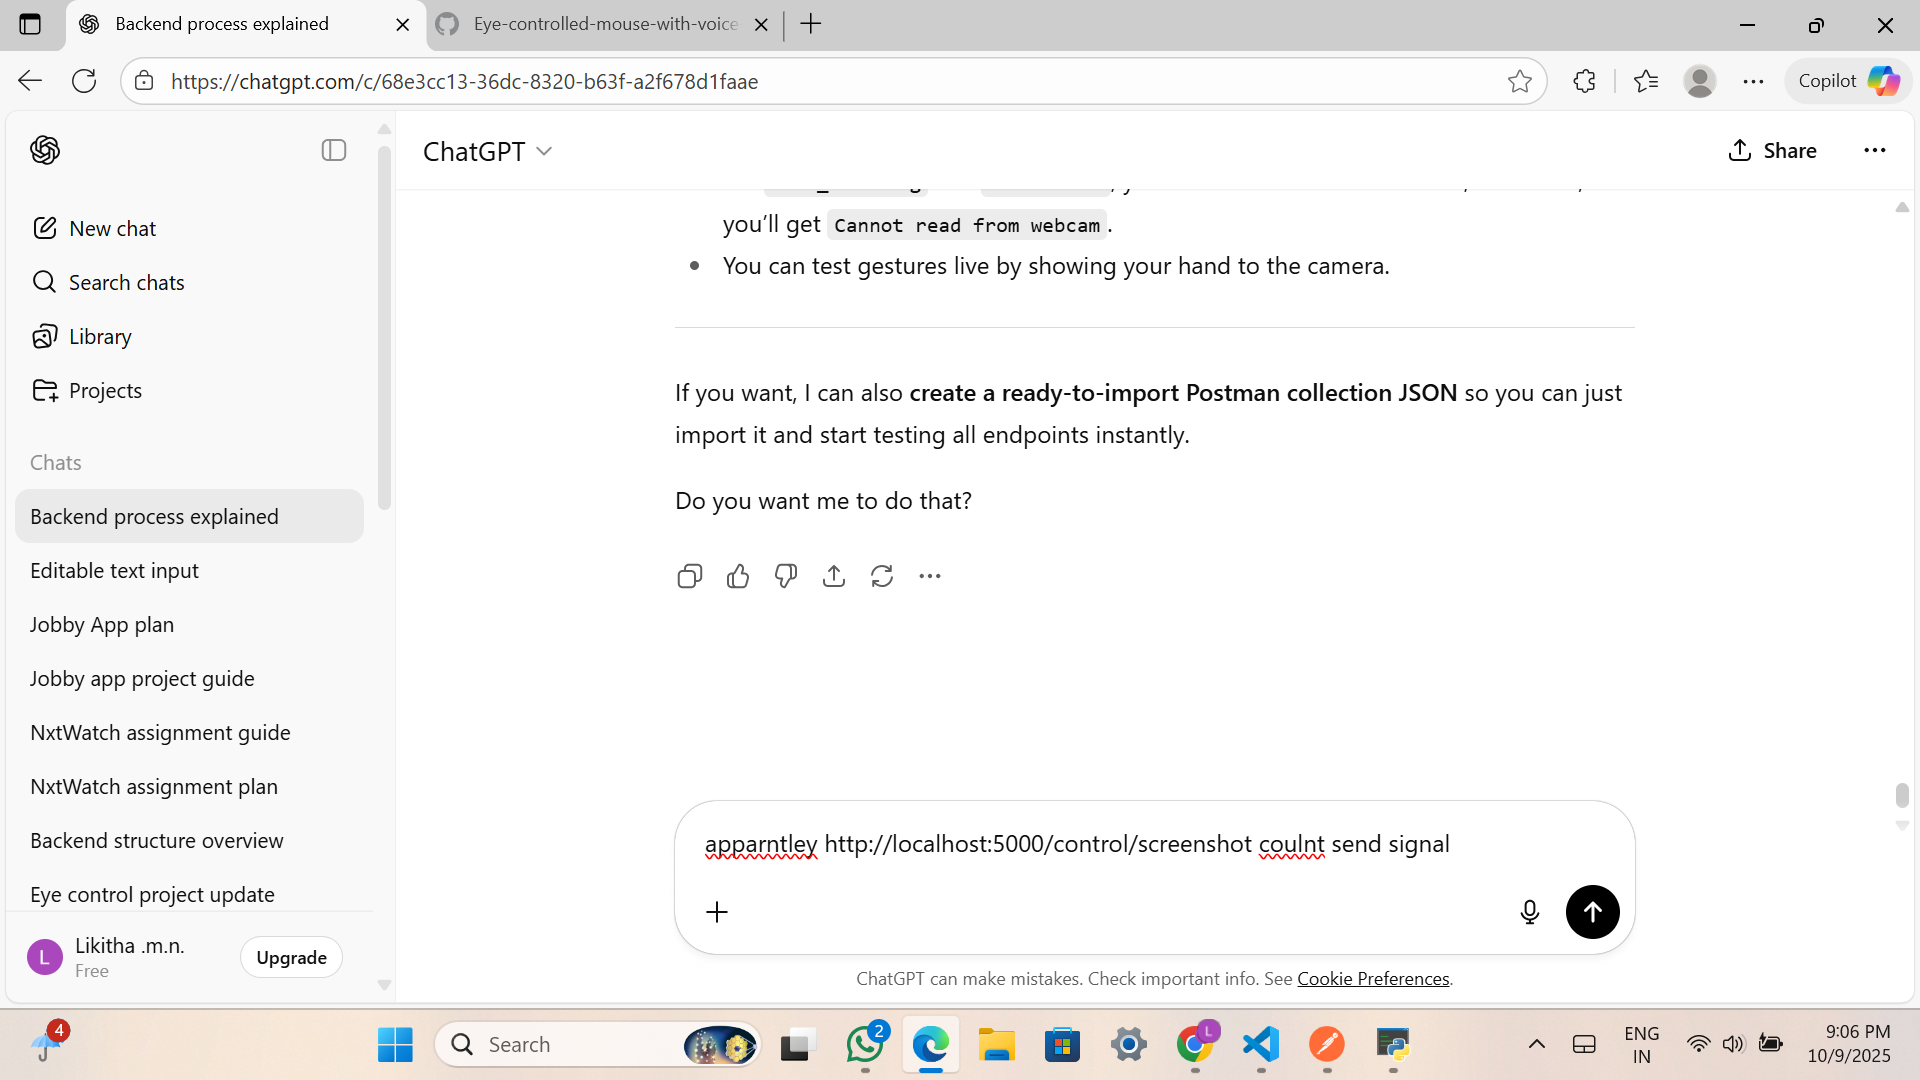 Backend process explained
Eye-controlled-mouse-with-voice
https://chatgpt.com/c/68e3cc13-36dc-8320-b63f-a2f678d1faae
Copilot
ChatGPT
Share
New chat
Search chats
Library
Projects
Chats
Backend process explained
Editable text input
Jobby App plan
Jobby app project guide
NxtWatch assignment guide
NxtWatch assignment plan
Backend structure overview
Eye control project update
Likitha .m.n.
Free
Upgrade
you’ll get Cannot read from webcam.
• You can test gestures live by showing your hand to the camera.
If you want, I can also create a ready-to-import Postman collection JSON so you can just
import it and start testing all endpoints instantly.
Do you want me to do that?
apparntley http://localhost:5000/control/screenshot coulnt send signal
ChatGPT can make mistakes. Check important info. See Cookie Preferences.
4
Search
2
L
ENG
IN
9:06 PM
10/9/2025